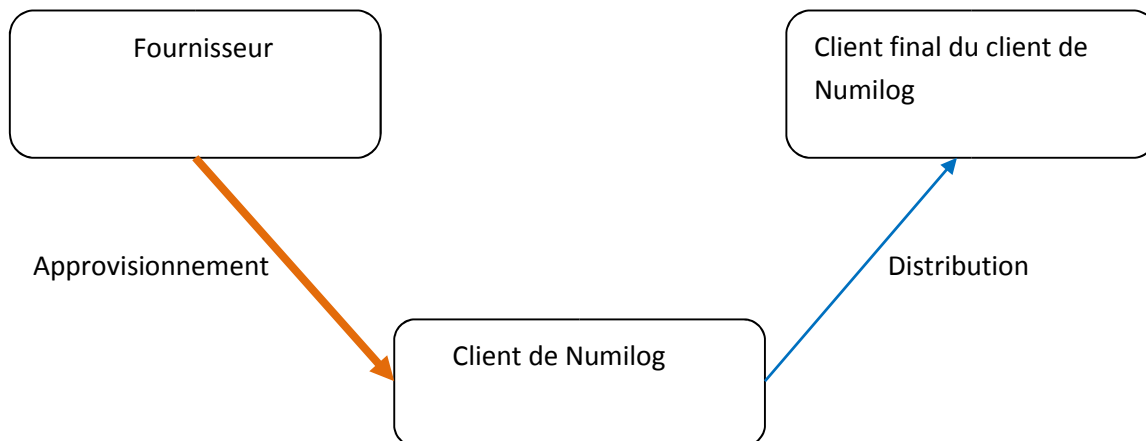 Fournisseur
Client final du client de
Numilog
Approvisionnement
Distribution
Client de Numilog